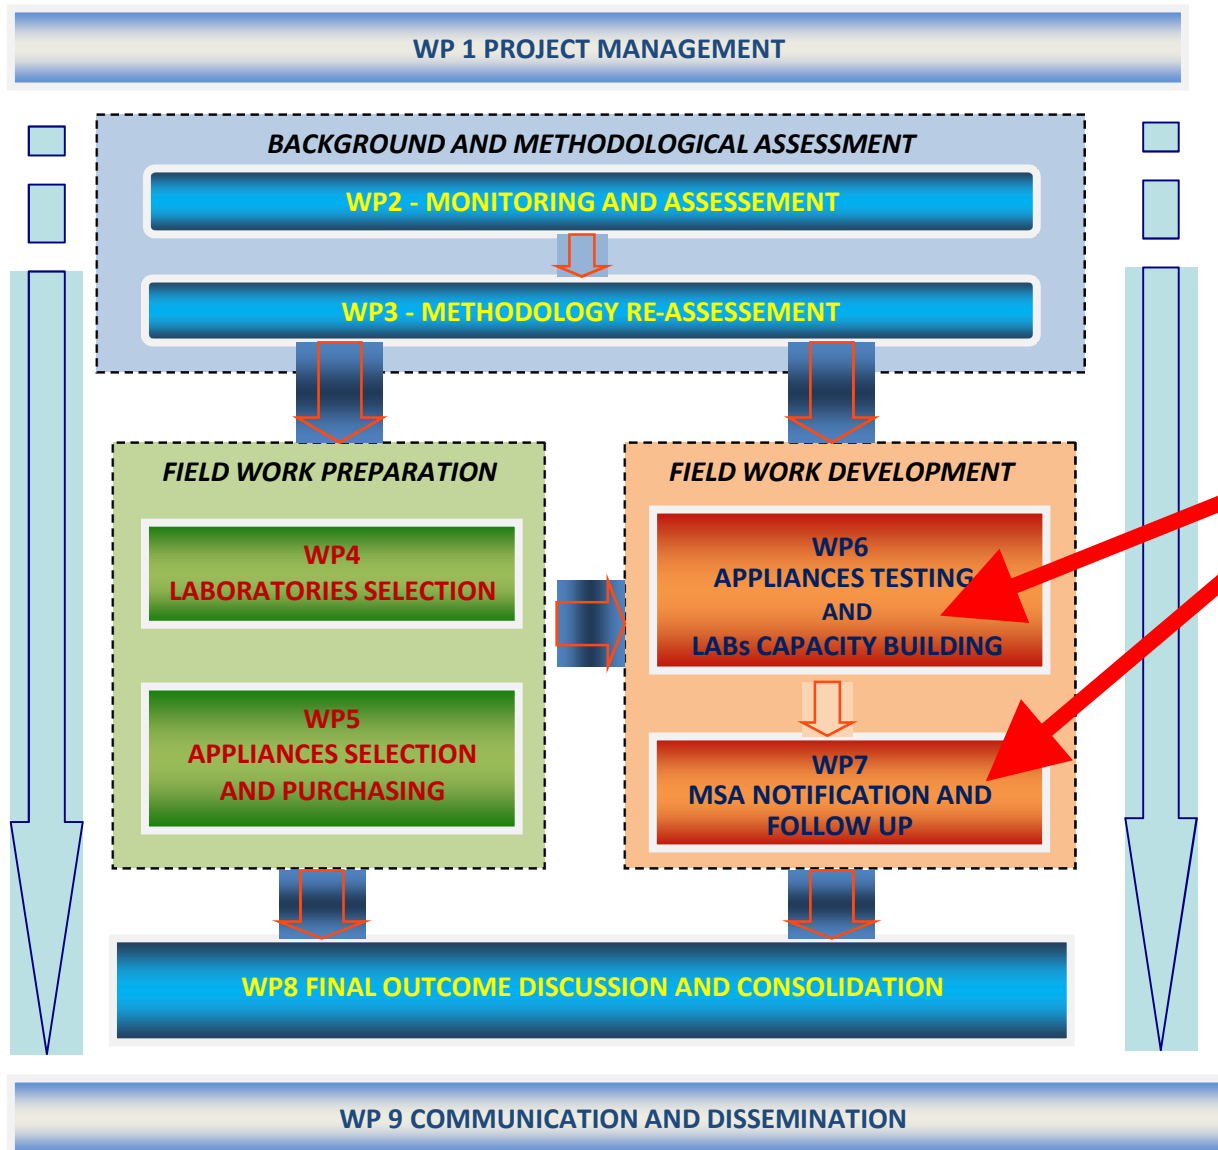 WP 1 PROJECT MANAGEMENT
BACKGROUND AND METHODOLOGICAL ASSESSMENT
WP2 - MONITORING AND ASSESSEMENT
WP3 - METHODOLOGY RE-ASSESSEMENT
FIELD WORK PREPARATION
WP4
LABORATORIES SELECTION
WP5
APPLIANCES SELECTION
AND PURCHASING
FIELD WORK DEVELOPMENT
WP6
APPLIANCES TESTING
AND
LABs CAPACITY BUILDING
WP7
MSA NOTIFICATION AND
FOLLOW UP
WP8 FINAL OUTCOME DISCUSSION AND CONSOLIDATION
WP 9 COMMUNICATION AND DISSEMINATION